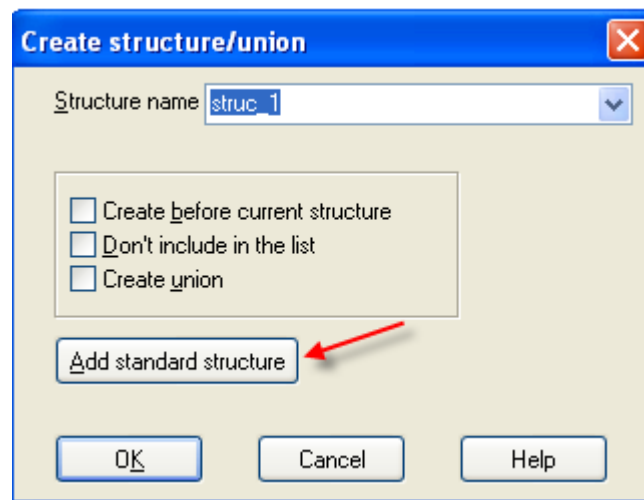 Create structure/union
Structure name struc_1
Create before current structure
Don't include in the list
Create union
Add standard structure
OK Cancel Help